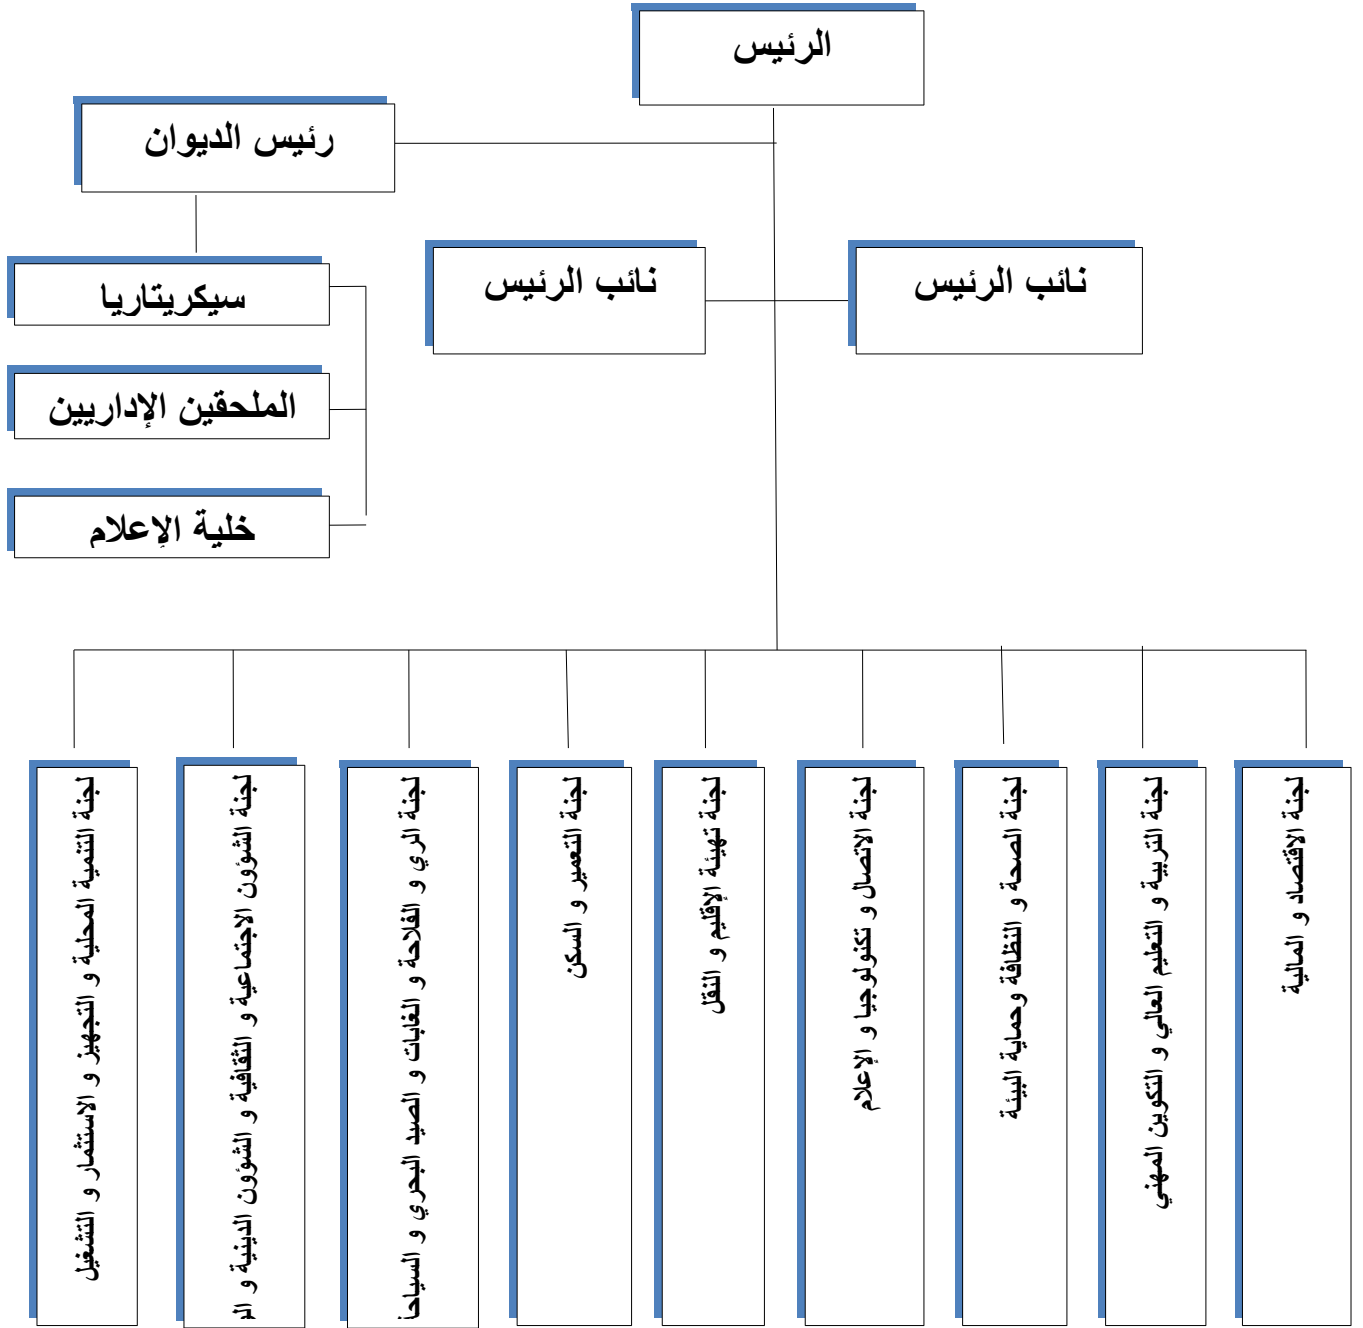 الرئيس
رئيس الديوان
نائب الرئيس
نائب الرئيس
سيكريتاريا
الملحقين الإداريين
خلية الإعلام
لجنة الاقتصاد و المالية
لجنة التربية و التعليم العالي و التكوين المهني
لجنة الصحة و النظافة وحماية البيئة
لجنة الاتصال و تكنولوجيا و الإعلام
لجنة تهيئة الإقليم و النقل
لجنة التعمير و السكن
لجنة الري و الفلاحة و الغابات و الصيد البحري و
لجنة الشؤون الاجتماعية و الثقافية و الشؤون الدينية و
لجنة التنمية المحلية و التجهيز و الاستثمار و التشغيل